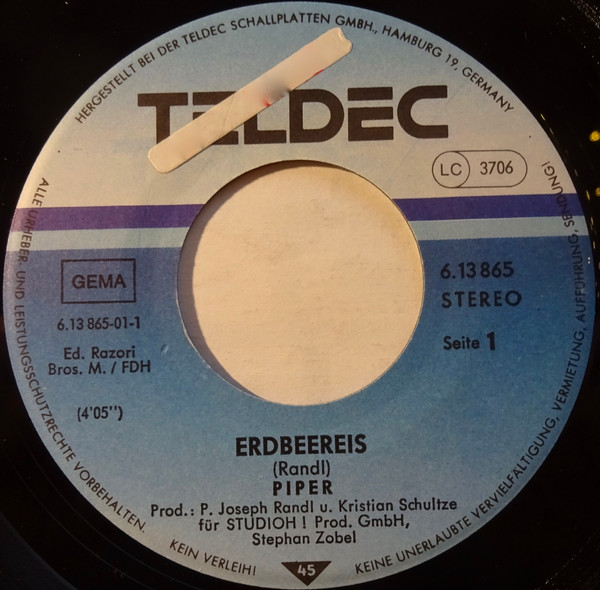 HERGESTELLT BEI DER TELDEC SCHALLPLATTEN GMBH., HAMBURG 19, GERMANY
TELDEC
LC 3706
ALLE URHEBER- UND LEISTUNGSSCHUTZRECHTE VORBEHALTEN.
KEIN VERLEIH!
KEINE UNERLAUBTE VERVIELFÄLTIGUNG, VERMIETUNG, AUFFÜHRUNG, SENDUNG!
GEMA
6.13 865-01-1
Ed. Razori
Bros. M. / FDH
(4'05")
6.13 865
STEREO
Seite 1
ERDBEEREIS
(Randl)
PIPER
Prod.: P. Joseph Randl u. Kristian Schultze
für STUDIOH ! Prod. GmbH,
Stephan Zobel
45